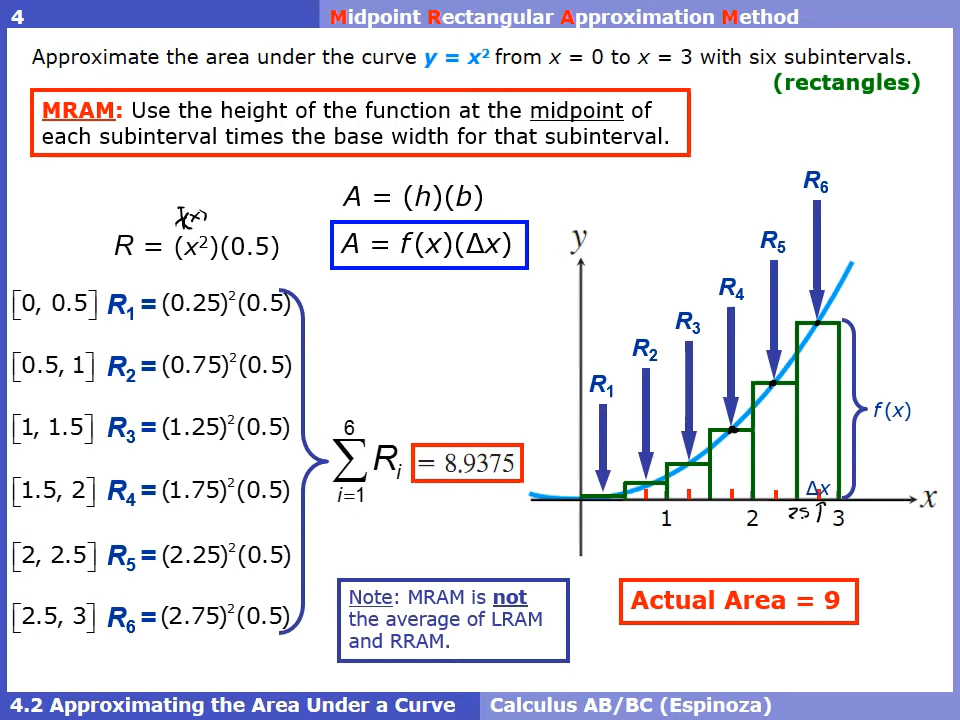 4
Midpoint Rectangular Approximation Method
Approximate the area under the curve y = x² from x = 0 to x = 3 with six subintervals.
(rectangles)
MRAM: Use the height of the function at the midpoint of
each subinterval times the base width for that subinterval.
A = (h)(b)
A = f(x)(Δx)
f(x)
R = (x²)(0.5)
[0, 0.5] R₁ = (0.25)²(0.5)
[0.5, 1] R₂ = (0.75)²(0.5)
[1, 1.5] R₃ = (1.25)²(0.5)
[1.5, 2] R₄ = (1.75)²(0.5)
[2, 2.5] R₅ = (2.25)²(0.5)
[2.5, 3] R₆ = (2.75)²(0.5)
6
∑ Rᵢ = 8.9375
i=1
R₆
R₅
R₄
R₃
R₂
R₁
y
f(x)
Δx
x
1 2 3
2.5
Note: MRAM is not
the average of LRAM
and RRAM.
Actual Area = 9
4.2 Approximating the Area Under a Curve
Calculus AB/BC (Espinoza)